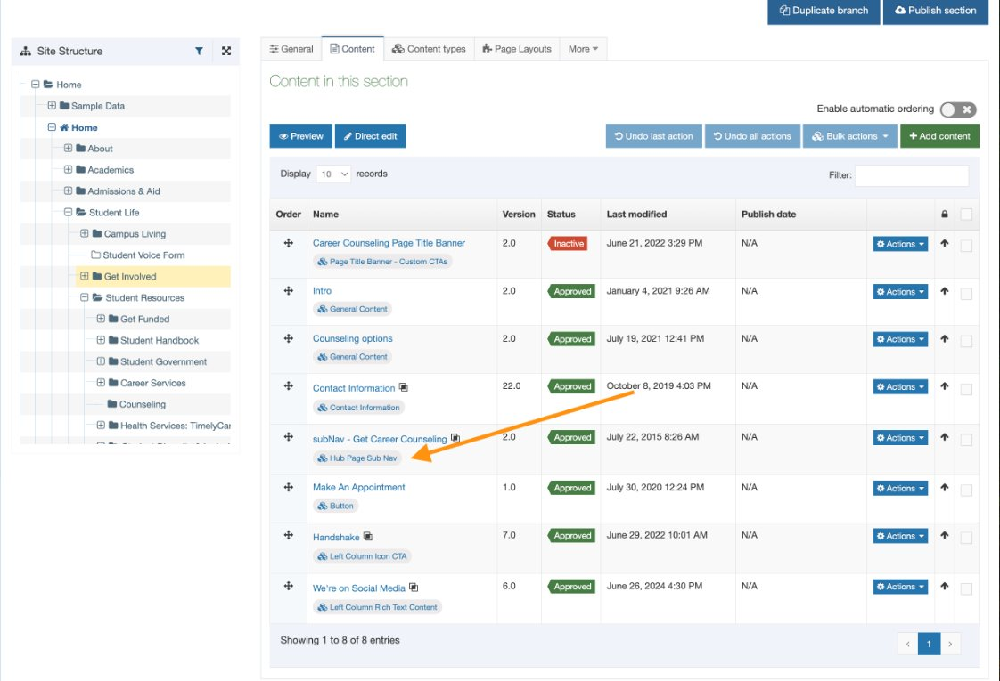 Duplicate branch Publish section
Site Structure
General Content Content types Page Layouts More
Home
Sample Data
Home
About
Academics
Admissions & Aid
Student Life
Campus Living
Student Voice Form
Get Involved
Student Resources
Get Funded
Student Handbook
Student Government
Career Services
Counseling
Health Services: TimelyCar
Content in this section
Enable automatic ordering
Preview Direct edit Undo last action Undo all actions Bulk actions Add content
Display 10 records Filter:
Order Name Version Status Last modified Publish date
Career Counseling Page Title Banner 2.0 Inactive June 21, 2022 3:29 PM N/A Actions
Page Title Banner - Custom CTAs
Intro 2.0 Approved January 4, 2021 9:26 AM N/A Actions
General Content
Counseling options 2.0 Approved July 19, 2021 12:41 PM N/A Actions
General Content
Contact Information 22.0 Approved October 8, 2019 4:03 PM N/A Actions
Contact Information
subNav - Get Career Counseling 2.0 Approved July 22, 2015 8:26 AM N/A Actions
Hub Page Sub Nav
Make An Appointment 1.0 Approved July 30, 2020 12:24 PM N/A Actions
Button
Handshake 7.0 Approved June 29, 2022 10:01 AM N/A Actions
Left Column Icon CTA
We're on Social Media 6.0 Approved June 26, 2024 4:30 PM N/A Actions
Left Column Rich Text Content
Showing 1 to 8 of 8 entries
1